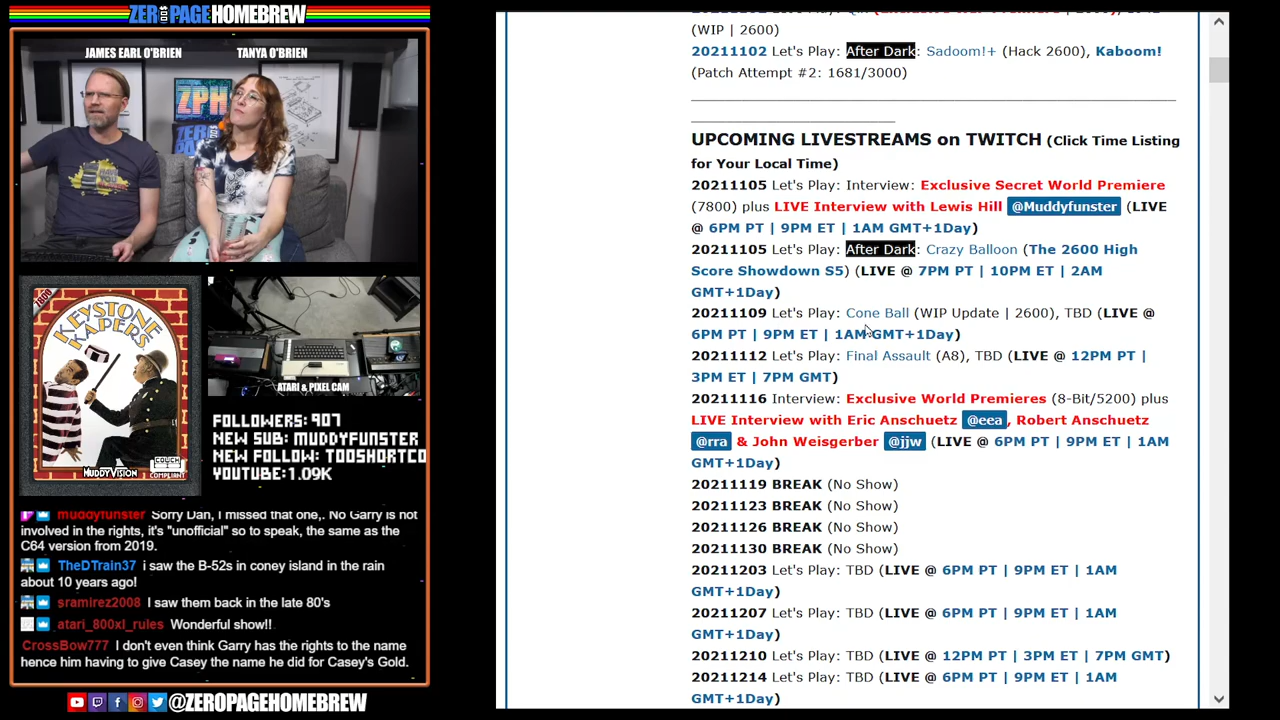 ZERO PAGE HOMEBREW
JAMES EARL O'BRIEN
TANYA O'BRIEN
ZPH
7800
KEYSTONE
KAPERS
MUDDYVISION
COUCH
COMPLIANT
ATARI & PIXEL CAM
FOLLOWERS: 907
NEW SUB: MUDDYFUNSTER
NEW FOLLOW: TOOSHORTCO
YOUTUBE: 1.09K
muddyfunster Sorry Dan, I missed that one,. No Garry is not
involved in the rights, it's "unofficial" so to speak, the same as the
C64 version from 2019.
TheDTrain37 i saw the B-52s in coney island in the rain
about 10 years ago!
sramirez2008 I saw them back in the late 80's
atari_800xl_rules Wonderful show!!
CrossBow777 I don't even think Garry has the rights to the name
hence him having to give Casey the name he did for Casey's Gold.
@ZEROPAGEHOMEBREW
(WIP | 2600)
20211102 Let's Play: After Dark: Sadoom!+ (Hack 2600), Kaboom!
(Patch Attempt #2: 1681/3000)
UPCOMING LIVESTREAMS on TWITCH (Click Time Listing
for Your Local Time)
20211105 Let's Play: Interview: Exclusive Secret World Premiere
(7800) plus LIVE Interview with Lewis Hill @Muddyfunster (LIVE
@ 6PM PT | 9PM ET | 1AM GMT+1Day)
20211105 Let's Play: After Dark: Crazy Balloon (The 2600 High
Score Showdown S5) (LIVE @ 7PM PT | 10PM ET | 2AM
GMT+1Day)
20211109 Let's Play: Cone Ball (WIP Update | 2600), TBD (LIVE @
6PM PT | 9PM ET | 1AM GMT+1Day)
20211112 Let's Play: Final Assault (A8), TBD (LIVE @ 12PM PT |
3PM ET | 7PM GMT)
20211116 Interview: Exclusive World Premieres (8-Bit/5200) plus
LIVE Interview with Eric Anschuetz @eea, Robert Anschuetz
@rra & John Weisgerber @jjw (LIVE @ 6PM PT | 9PM ET | 1AM
GMT+1Day)
20211119 BREAK (No Show)
20211123 BREAK (No Show)
20211126 BREAK (No Show)
20211130 BREAK (No Show)
20211203 Let's Play: TBD (LIVE @ 6PM PT | 9PM ET | 1AM
GMT+1Day)
20211207 Let's Play: TBD (LIVE @ 6PM PT | 9PM ET | 1AM
GMT+1Day)
20211210 Let's Play: TBD (LIVE @ 12PM PT | 3PM ET | 7PM GMT)
20211214 Let's Play: TBD (LIVE @ 6PM PT | 9PM ET | 1AM
GMT+1Day)